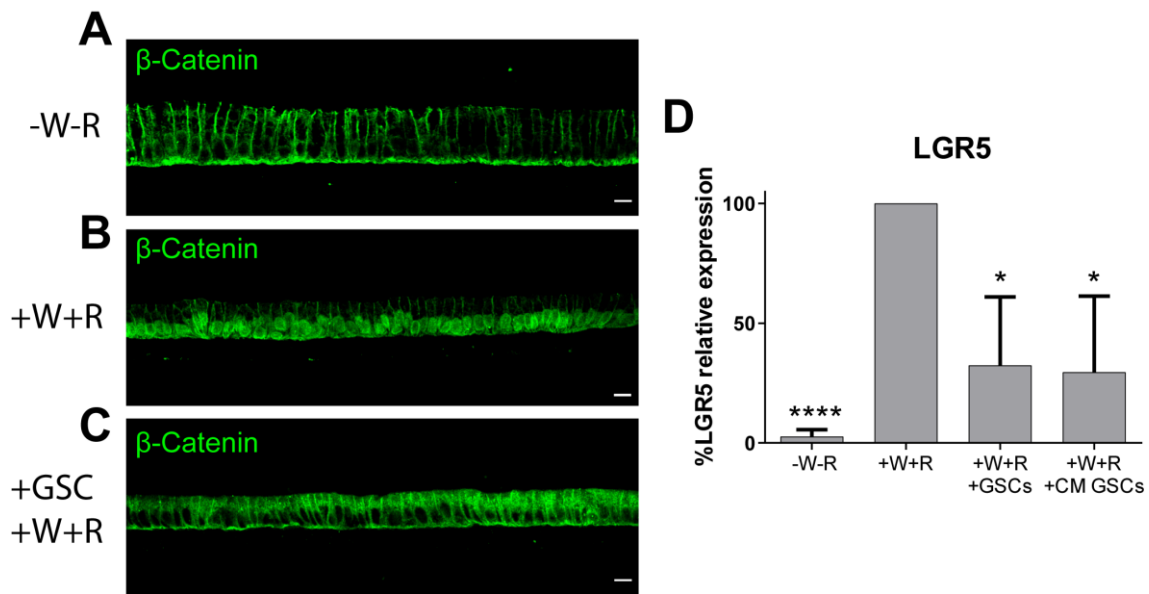 A
β-Catenin
-W-R
B
β-Catenin
+W+R
C
β-Catenin
+GSC
+W+R
D
LGR5
%LGR5 relative expression
100
50
0
****
*
*
-W-R
+W+R
+W+R
+GSCs
+W+R
+CM GSCs